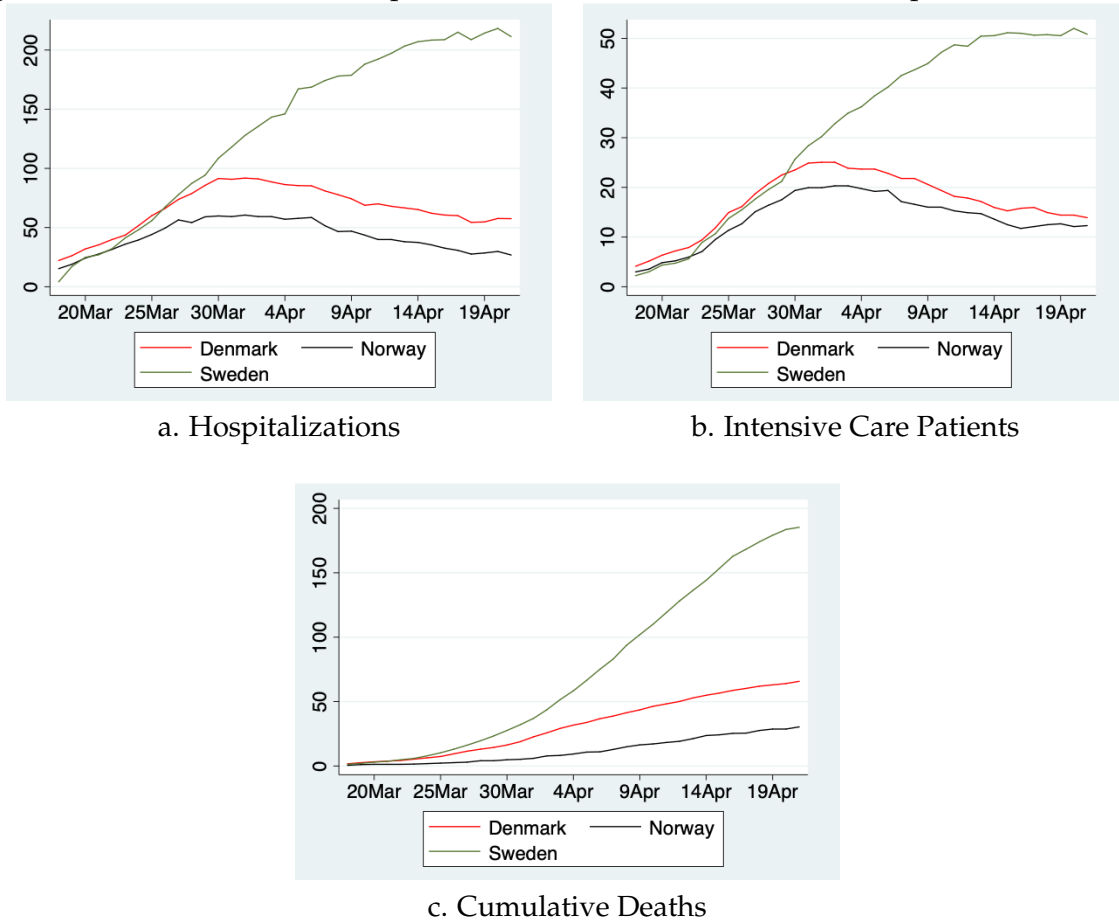 200
150
100
50
0
20Mar 25Mar 30Mar 4Apr 9Apr 14Apr 19Apr
Denmark Norway
Sweden
a. Hospitalizations
50
40
30
20
10
0
20Mar 25Mar 30Mar 4Apr 9Apr 14Apr 19Apr
Denmark Norway
Sweden
b. Intensive Care Patients
200
150
100
50
0
20Mar 25Mar 30Mar 4Apr 9Apr 14Apr 19Apr
Denmark Norway
Sweden
c. Cumulative Deaths